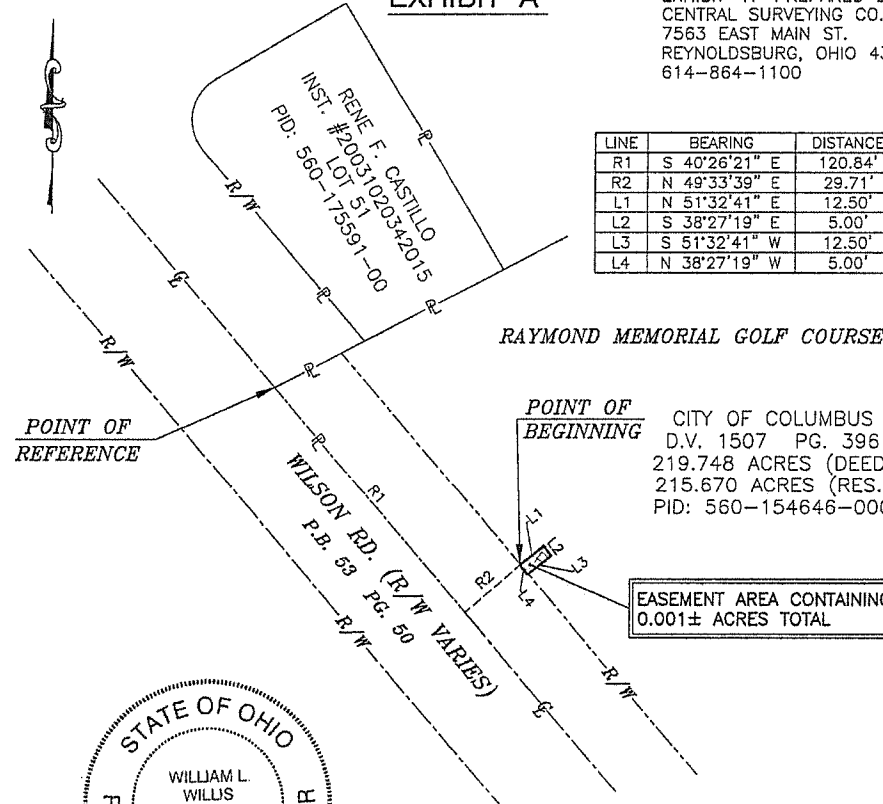 EXHIBIT "A"
CENTRAL SURVEYING CO.
7563 EAST MAIN ST.
REYNOLDSBURG, OHIO
614-864-1100
RENE F. CASTILLO
INST. #200310200342015
LOT 51
PID: 560-175591-00
LINE BEARING DISTANCE
R1 S 40°26'21" E 120.84'
R2 N 49°33'39" E 29.71'
L1 N 51°32'41" E 12.50'
L2 S 38°27'19" E 5.00'
L3 S 51°32'41" W 12.50'
L4 N 38°27'19" W 5.00'
R/W
R/W
RAYMOND MEMORIAL GOLF COURSE
POINT OF
REFERENCE
POINT OF
BEGINNING
CITY OF COLUMBUS
D.V. 1507 PG. 396
219.748 ACRES (DEED
215.670 ACRES (RES.
PID: 560-154646-00
WILSON RD. (R/W VARIES)
P.B. 53 PG. 50
R1
R2
L1
L2
L3
L4
EASEMENT AREA CONTAINING
0.001± ACRES TOTAL
R/W
R/W
STATE OF OHIO
WILLIAM L.
WILLIS